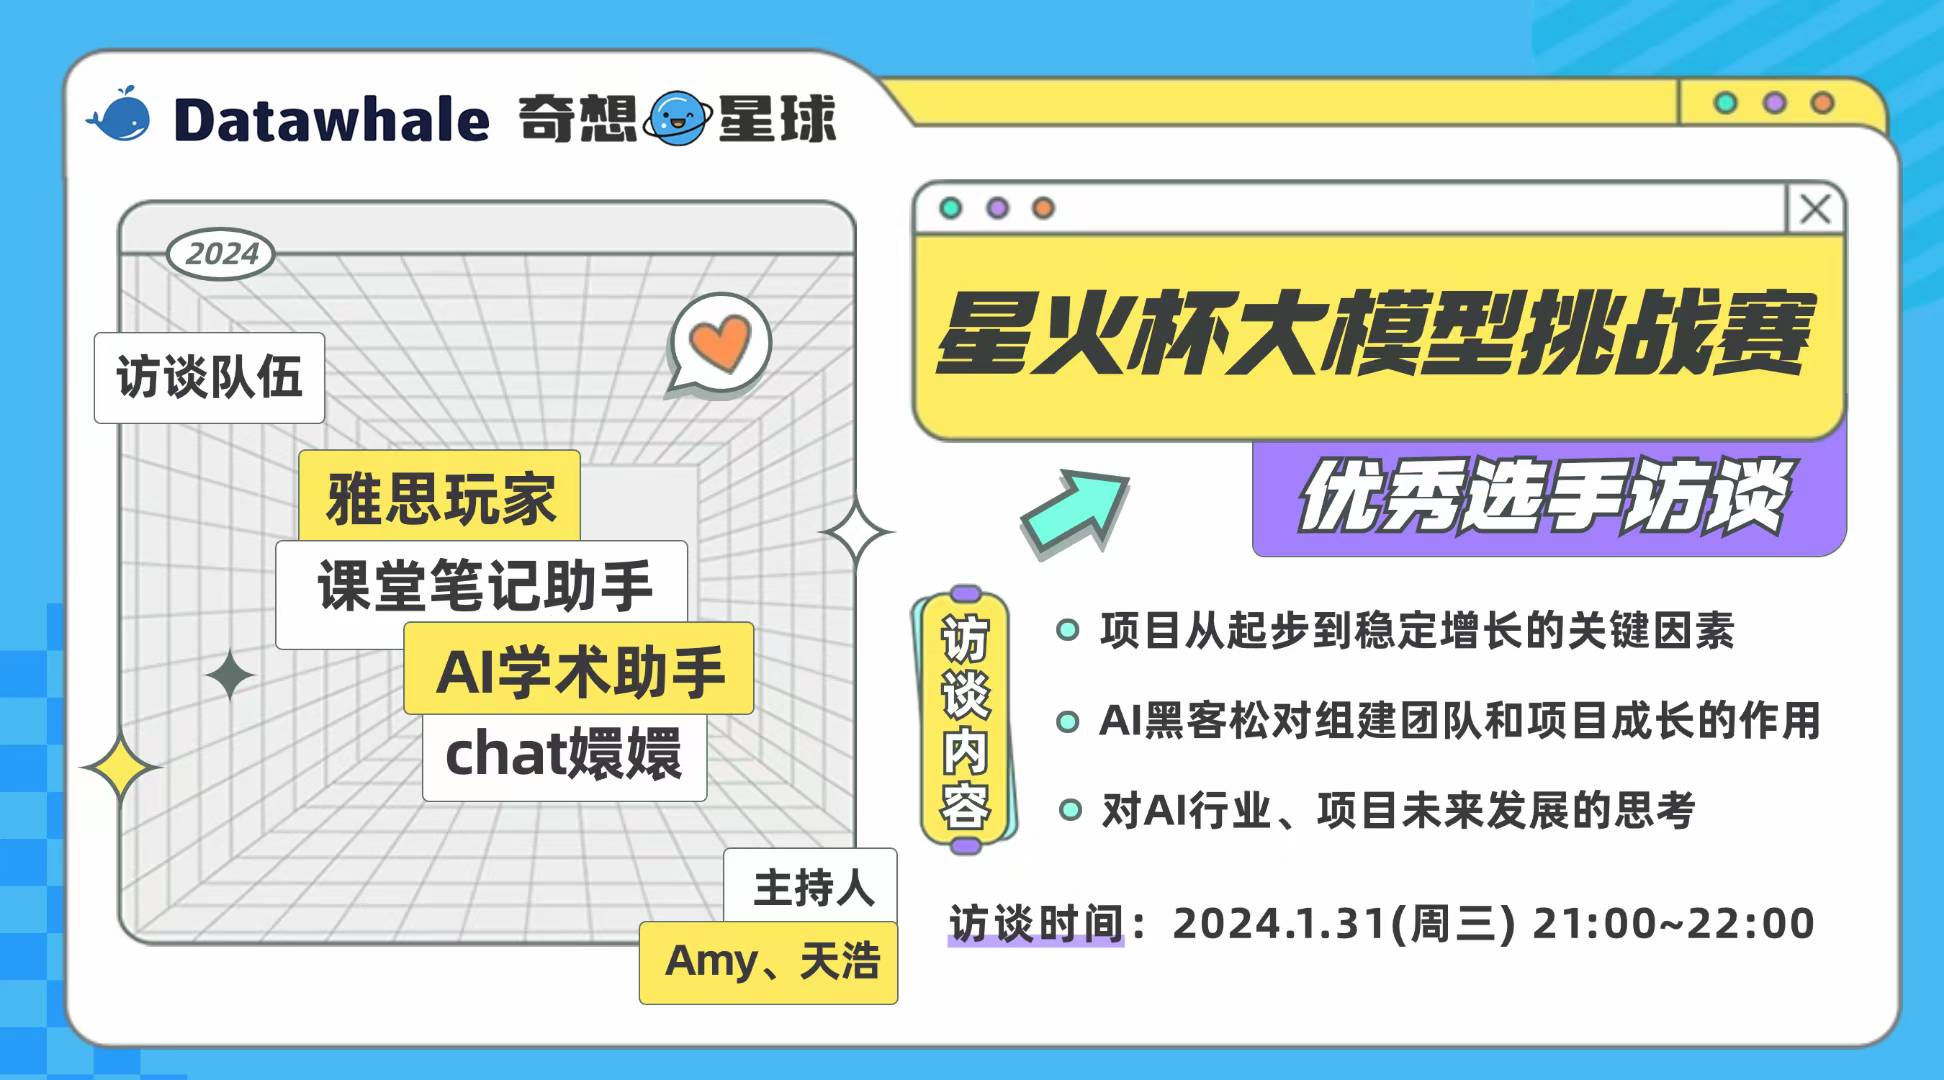 Datawhale 奇想星球
2024
访谈队伍
雅思玩家
课堂笔记助手
AI学术助手
chat嬛嬛
主持人
Amy、天浩
星火杯大模型挑战赛
优秀选手访谈
访谈内容
项目从起步到稳定增长的关键因素
AI黑客松对组建团队和项目成长的作用
对AI行业、项目未来发展的思考
访谈时间：2024.1.31(周三) 21:00~22:00